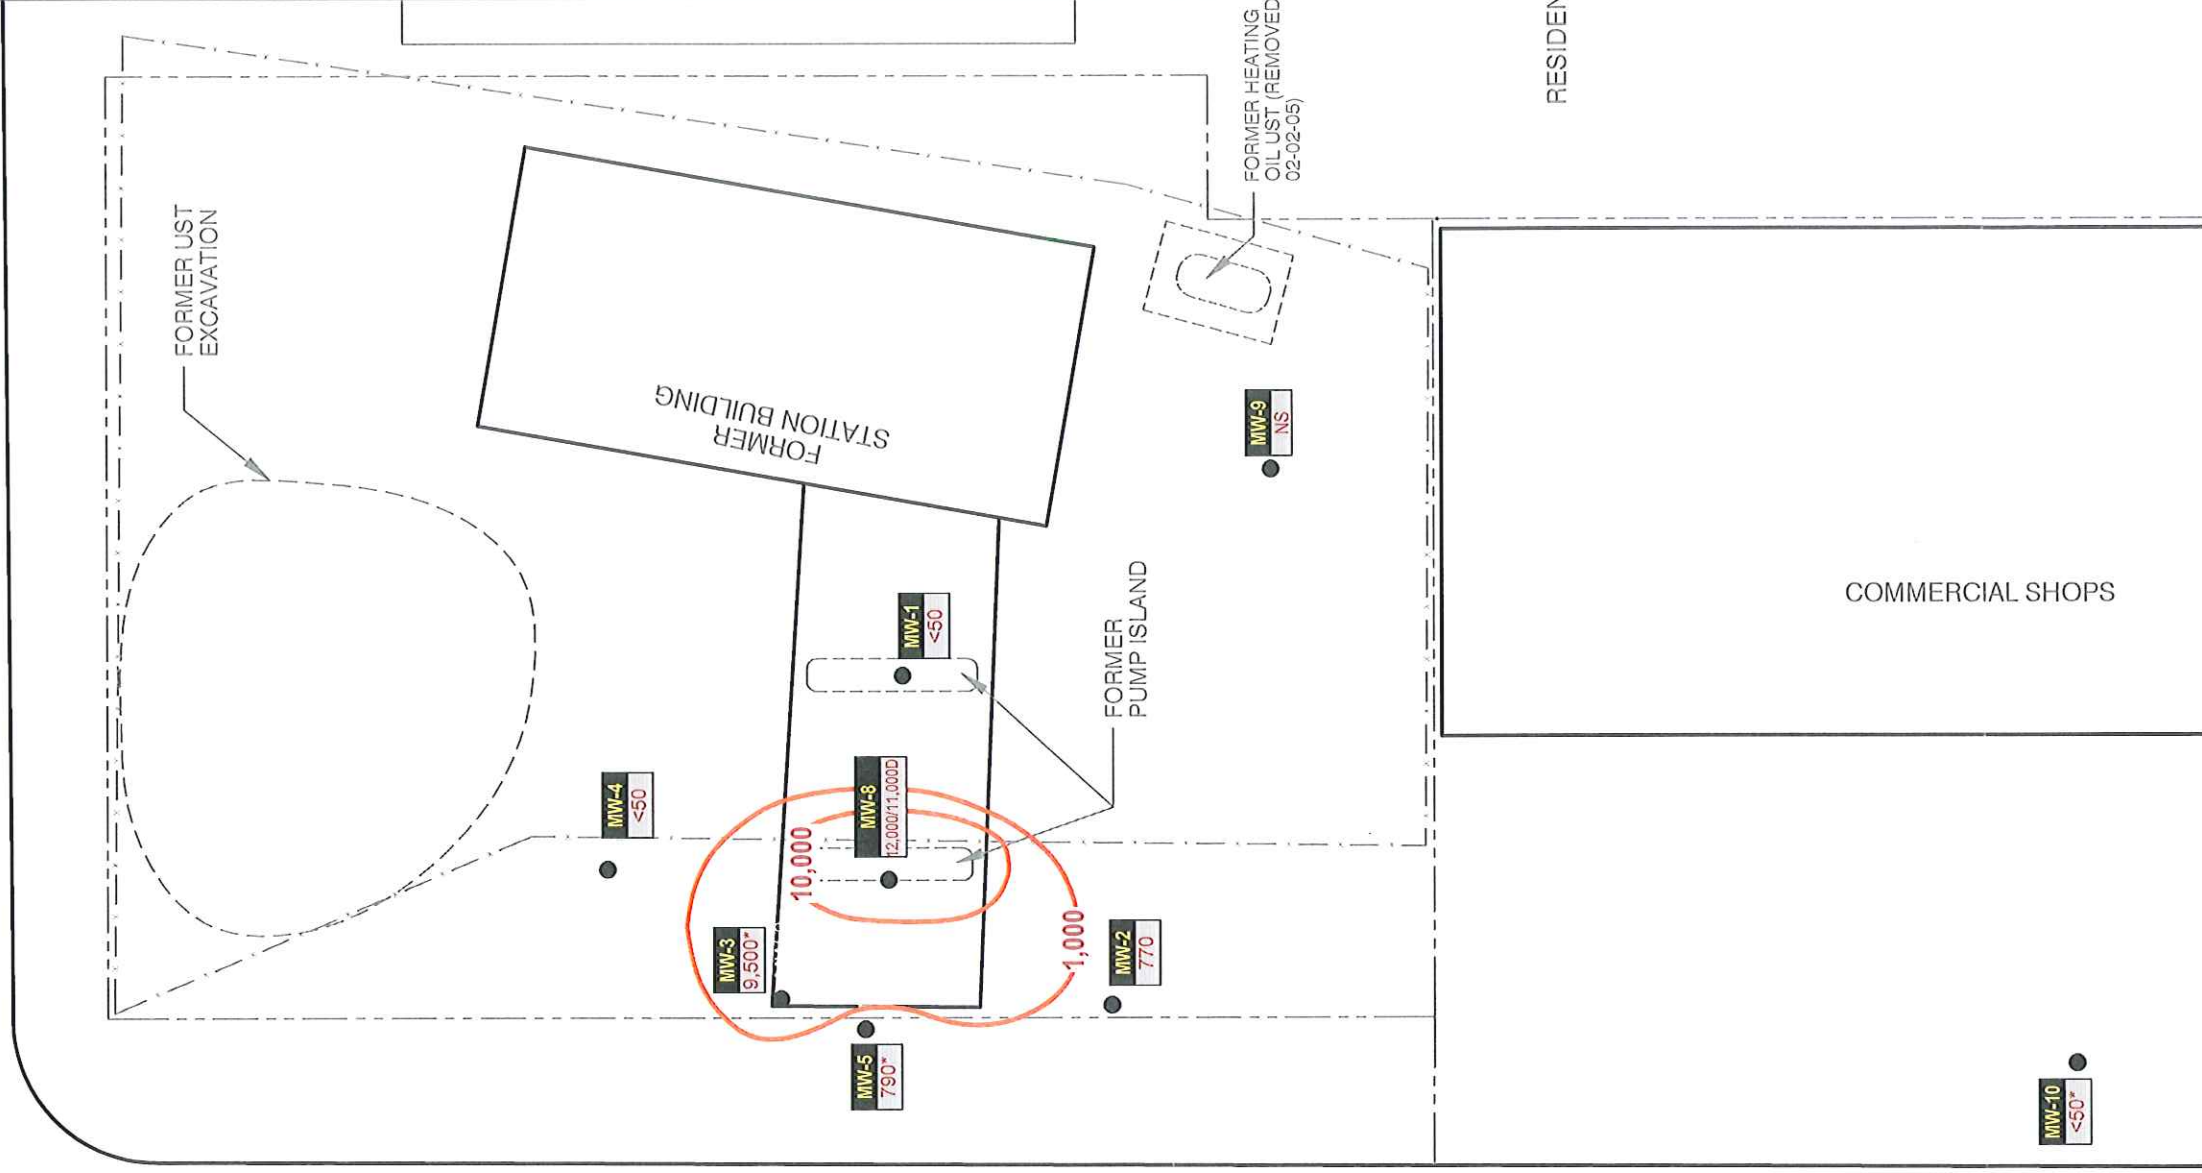 FORMER UST
EXCAVATION
FORMER HEATING
OIL UST (REMOVED
02-02-05)
FORMER
STATION BUILDING
MW-9
NS
MW-1
<50
FORMER
PUMP ISLAND
COMMERCIAL SHOPS
MW-4
<50
MW-8
12,000/11,000D
10,000
MW-3
9,500*
1,000
MW-2
770
MW-5
790*
MW-10
<50*
RESIDEN